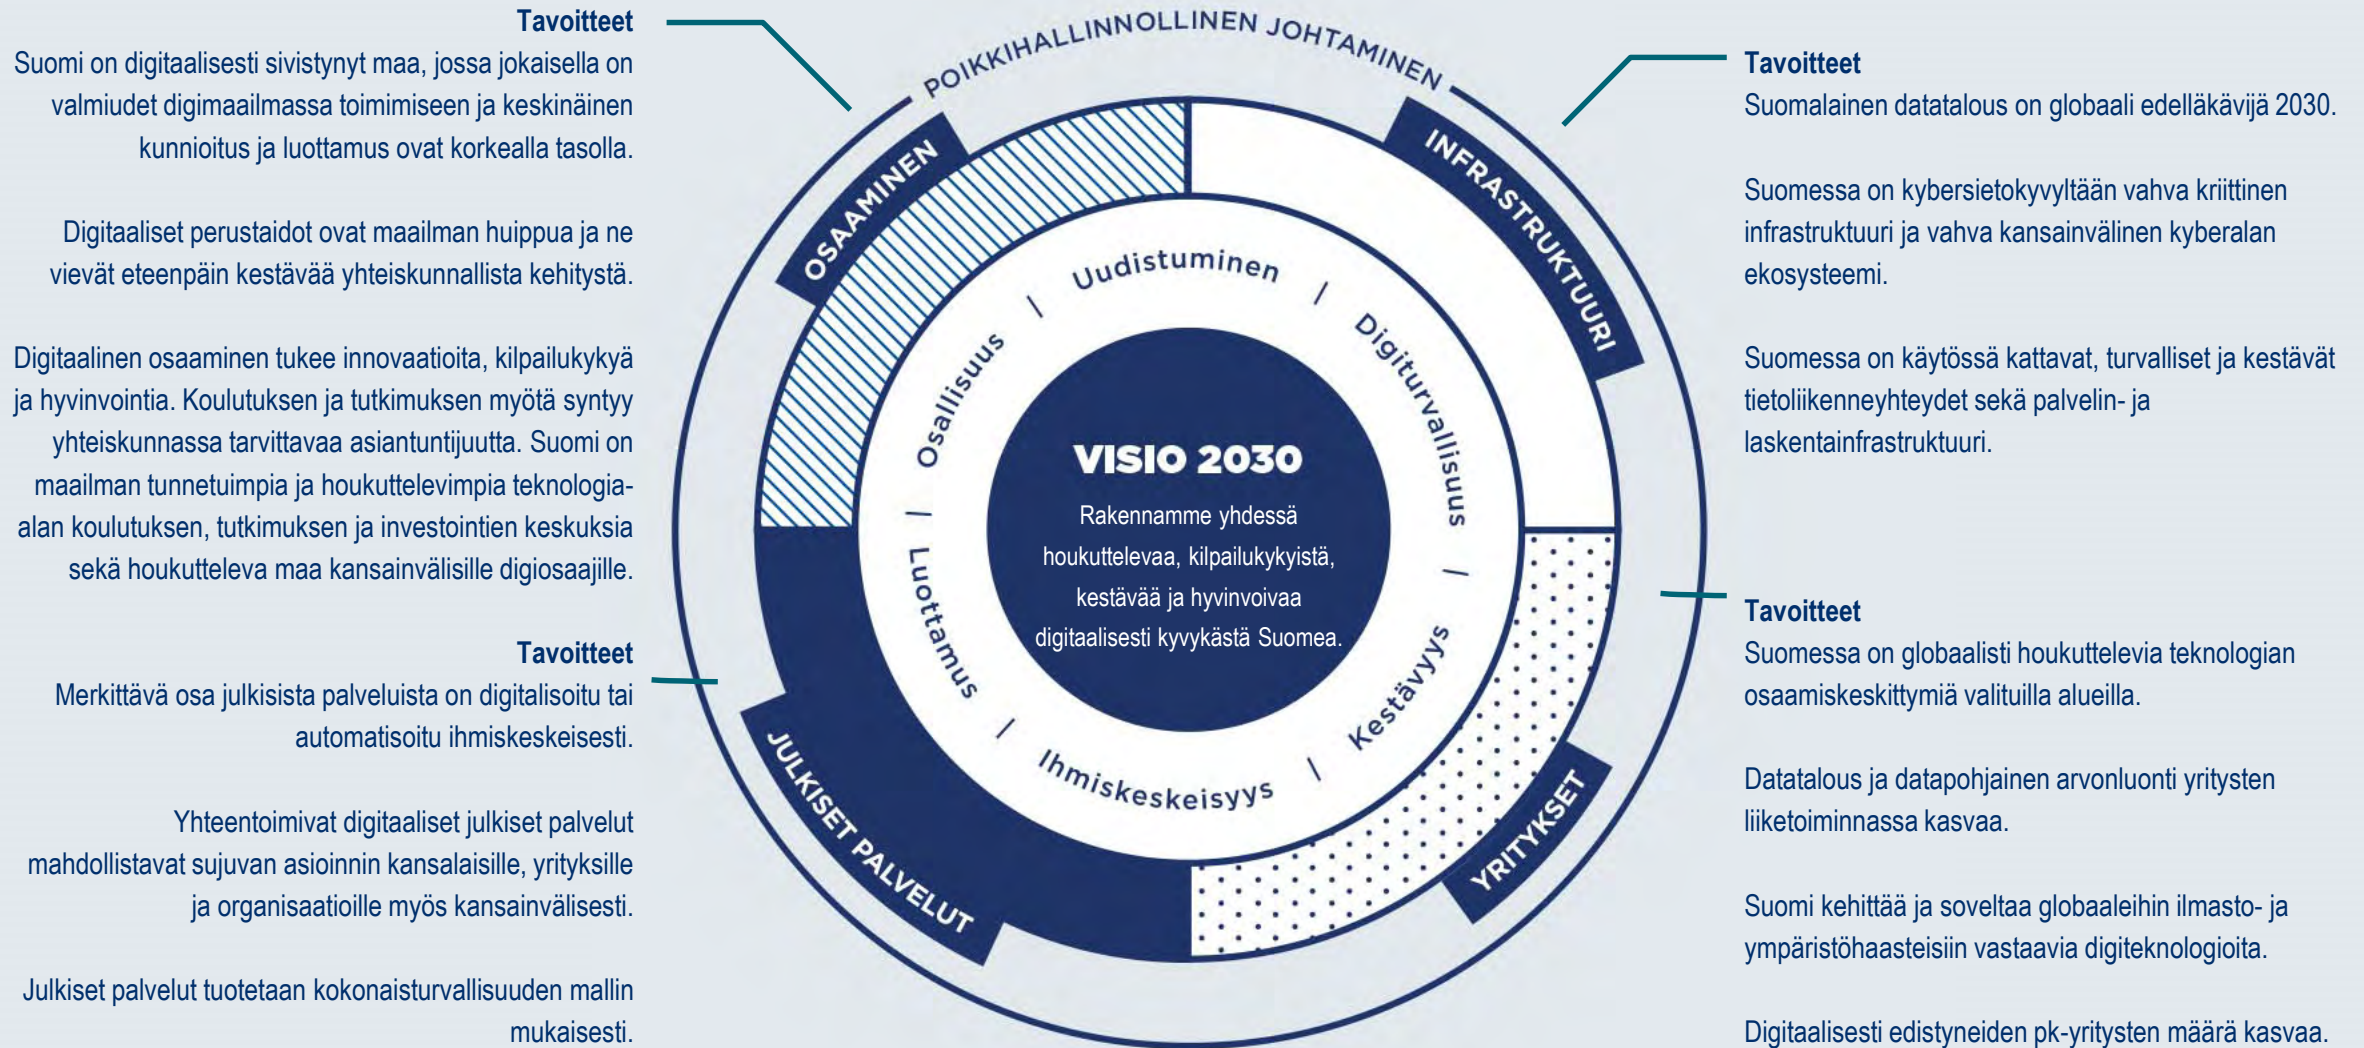 Tavoitteet
Suomi on digitaalisesti sivistynyt maa, jossa jokaisella on
valmiudet digimaailmassa toimimiseen ja keskinäinen
kunnioitus ja luottamus ovat korkealla tasolla.
Digitaaliset perustaidot ovat maailman huippua ja ne
vievät eteenpäin kestävää yhteiskunnallista kehitystä.
Digitaalinen osaaminen tukee innovaatioita, kilpailukykyä
ja hyvinvointia. Koulutuksen ja tutkimuksen myötä syntyy
yhteiskunnassa tarvittavaa asiantuntijuutta. Suomi on
maailman tunnetuimpia ja houkuttelevimpia teknologia-
alan koulutuksen, tutkimuksen ja investointien keskuksia
sekä houkutteleva maa kansainvälisille digiosaajille.
Tavoitteet
Merkittävä osa julkisista palveluista on digitalisoitu tai
automatisoitu ihmiskeskeisesti.
Yhteentoimivat digitaaliset julkiset palvelut
mahdollistavat sujuvan asioinnin kansalaisille, yrityksille
ja organisaatioille myös kansainvälisesti.
Julkiset palvelut tuotetaan kokonaisturvallisuuden mallin
mukaisesti.
POIKKIHALLINNOLLINEN JOHTAMINEN
OSAAMINEN
INFRASTRUKTUURI
YRITYKSET
JULKISET PALVELUT
Osallisuus | Uudistuminen | Digiturvallisuus | Kestävyys | Ihmiskeskeisyys | Luottamus |
VISIO 2030
Rakennamme yhdessä
houkuttelevaa, kilpailukykyistä,
kestävää ja hyvinvoivaa
digitaalisesti kyvykästä Suomea.
Tavoitteet
Suomalainen datatalous on globaali edelläkävijä 2030.
Suomessa on kybersietokyvyltään vahva kriittinen
infrastruktuuri ja vahva kansainvälinen kyberalan
ekosysteemi.
Suomessa on käytössä kattavat, turvalliset ja kestävät
tietoliikenneyhteydet sekä palvelin- ja
laskentainfrastruktuuri.
Tavoitteet
Suomessa on globaalisti houkuttelevia teknologian
osaamiskeskittymiä valituilla alueilla.
Datatalous ja datapohjainen arvonluonti yritysten
liiketoiminnassa kasvaa.
Suomi kehittää ja soveltaa globaaleihin ilmasto- ja
ympäristöhaasteisiin vastaavia digiteknologioita.
Digitaalisesti edistyneiden pk-yritysten määrä kasvaa.